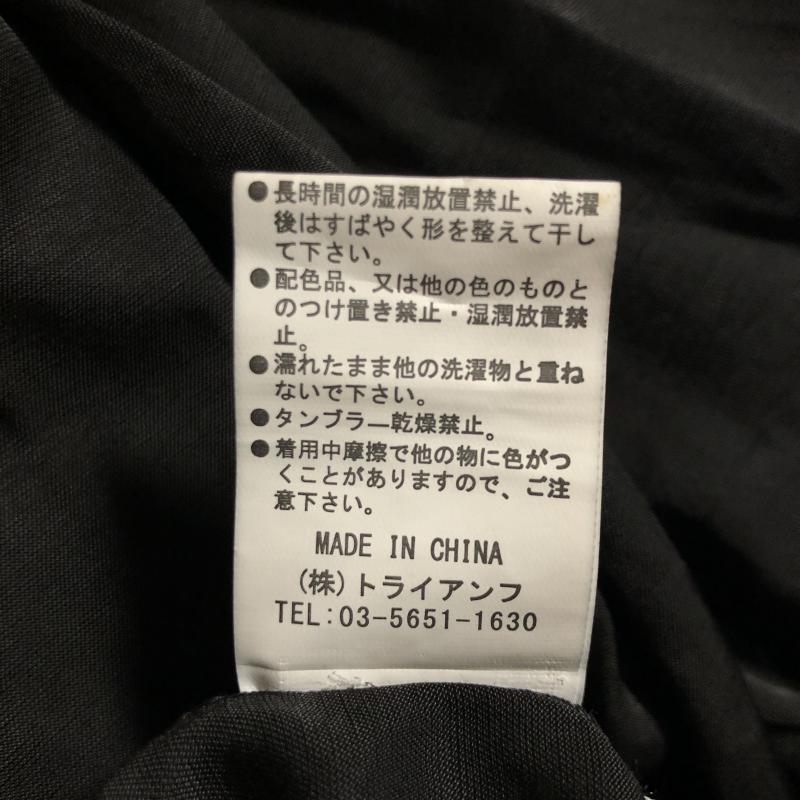 ●長時間の湿潤放置禁止、洗濯
後はすばやく形を整えて干し
て下さい。
●配色品、又は他の色のものと
のつけ置き禁止・湿潤放置禁
止。
●濡れたまま他の洗濯物と重ね
ないで下さい。
●タンブラ―乾燥禁止。
●着用中摩擦で他の物に色がつ
くことがありますので、ご注
意下さい。
MADE IN CHINA
(株)トライアンフ
TEL:03-5651-1630